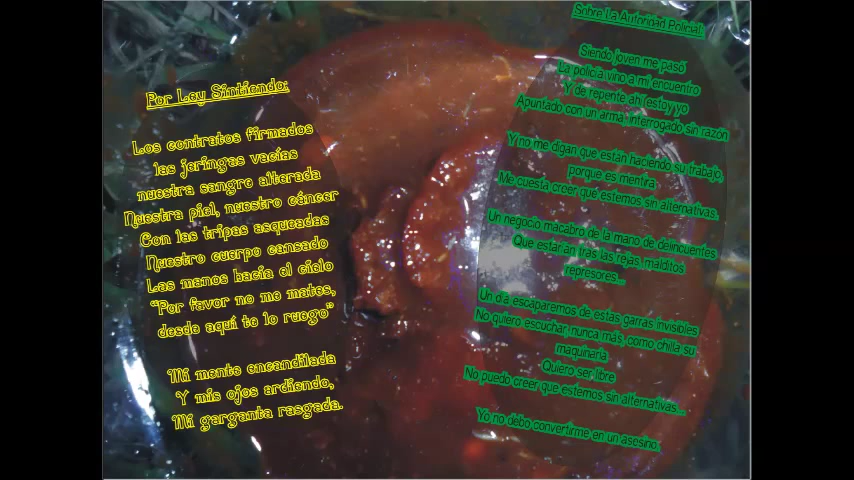 Por Ley Sintiendo:
Los contratos firmados
las jeringas vacías
nuestra sangre alterada
Nuestra piel, nuestro cáncer
Con las tripas asqueadas
Nuestro cuerpo cansado
Las manos hacia el cielo
"Por favor no me mates,
desde aquí te lo ruego"
Mi mente encandilada
Y mis ojos ardiendo,
Mi garganta rasgada.
Sobre La Autoridad Policial:
Siendo joven me pasó
La policía vino a mi encuentro
Y de repente ahí estoy yo
Apuntado con un arma, interrogado sin razón
Y no me digan que están haciendo su trabajo,
porque es mentira
Me cuesta creer que estemos sin alternativas..
Un negocio macabro de la mano de delincuentes
Que estarían tras las rejas, malditos
represores...
Un día escaparemos de estas garras invisibles
No quiero escuchar, nunca más, como chilla su
maquinaria
Quiero ser libre
No puedo creer que estemos sin alternativas...
Yo no debo convertirme en un asesino.